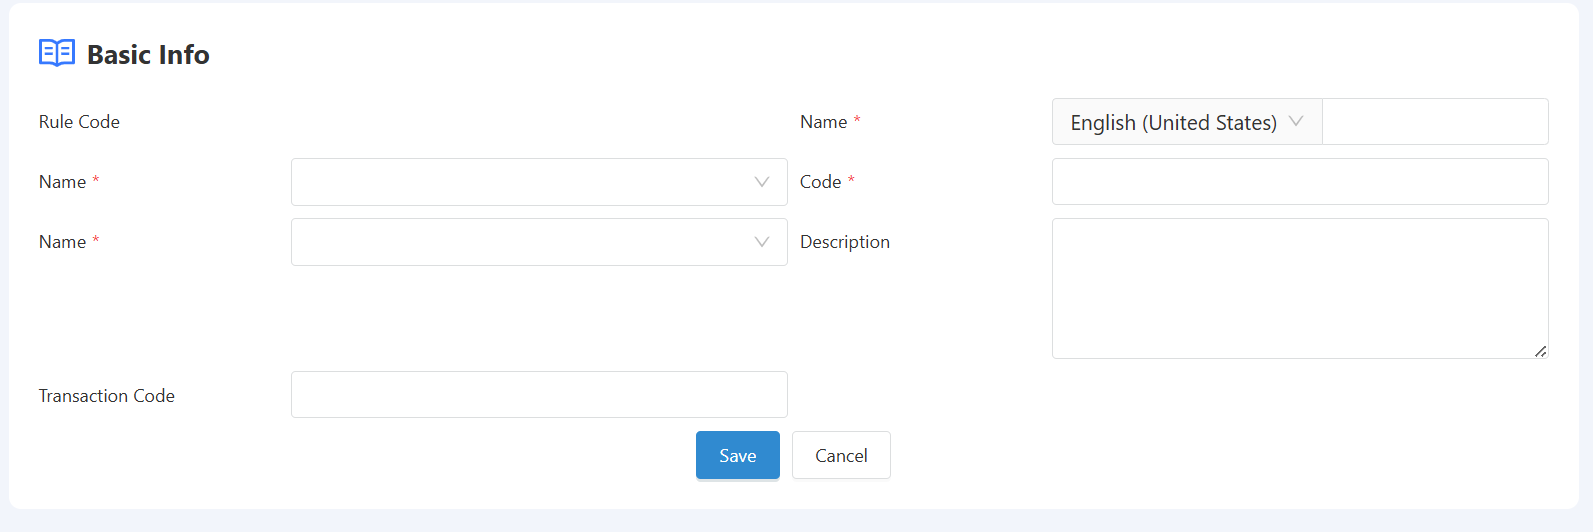 Basic Info
Rule Code
Name *
English (United States)
Name *
Code *
Name *
Description
Transaction Code
Save
Cancel